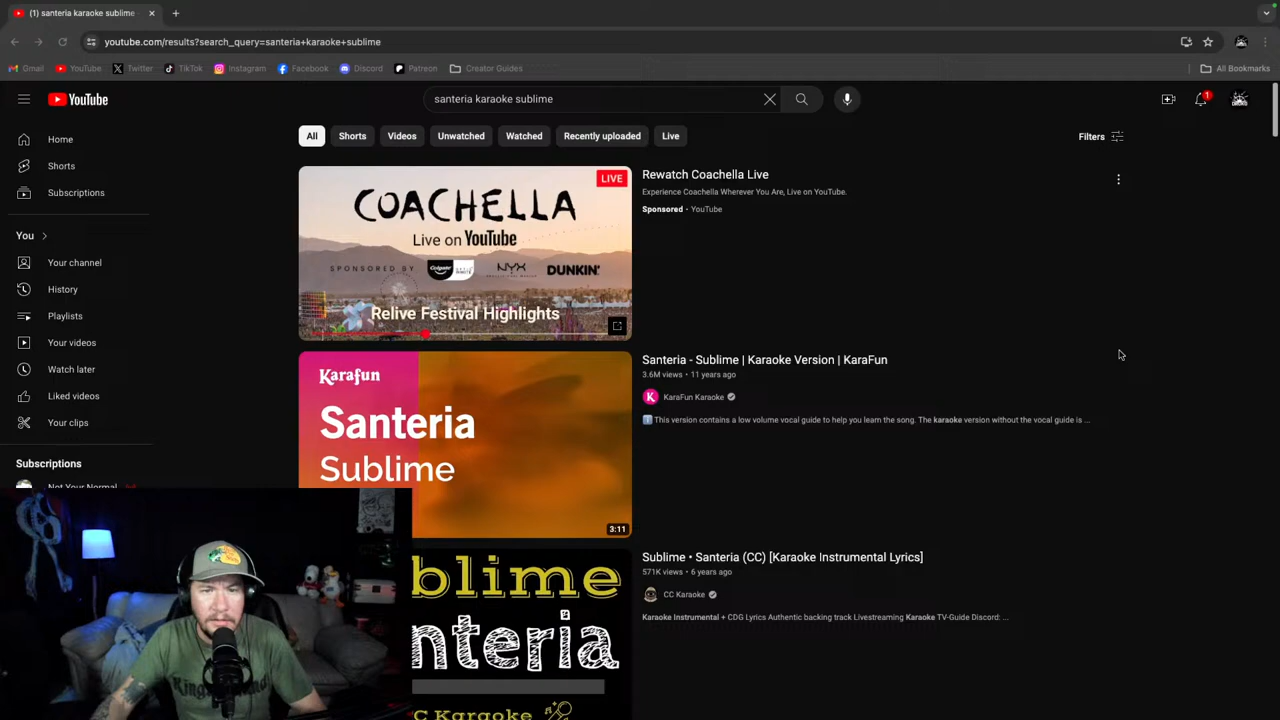 (1) santeria karaoke sublime
youtube.com/results?search_query=santeria+karaoke+sublime
Gmail YouTube Twitter TikTok Instagram Facebook Discord Patreon Creator Guides All Bookmarks
YouTube
santeria karaoke sublime
1
All Shorts Videos Unwatched Watched Recently uploaded Live
Filters
Home
Shorts
Subscriptions
You
Your channel
History
Playlists
Your videos
Watch later
Liked videos
Your clips
Subscriptions
Not Your Normal
LIVE
COACHELLA
Live on YouTube
SPONSORED BY Colgate NYX DUNKIN'
Relive Festival Highlights
Rewatch Coachella Live
Experience Coachella Wherever You Are, Live on YouTube.
Sponsored • YouTube
Karafun
Santeria
Sublime
3:11
Santeria - Sublime | Karaoke Version | KaraFun
3.6M views • 11 years ago
K KaraFun Karaoke
This version contains a low volume vocal guide to help you learn the song. The karaoke version without the vocal guide is ...
blime
nteria
C Karaoke
Sublime • Santeria (CC) [Karaoke Instrumental Lyrics]
571K views • 6 years ago
CC Karaoke
Karaoke Instrumental + CDG Lyrics Authentic backing track Livestreaming Karaoke TV-Guide Discord: ...